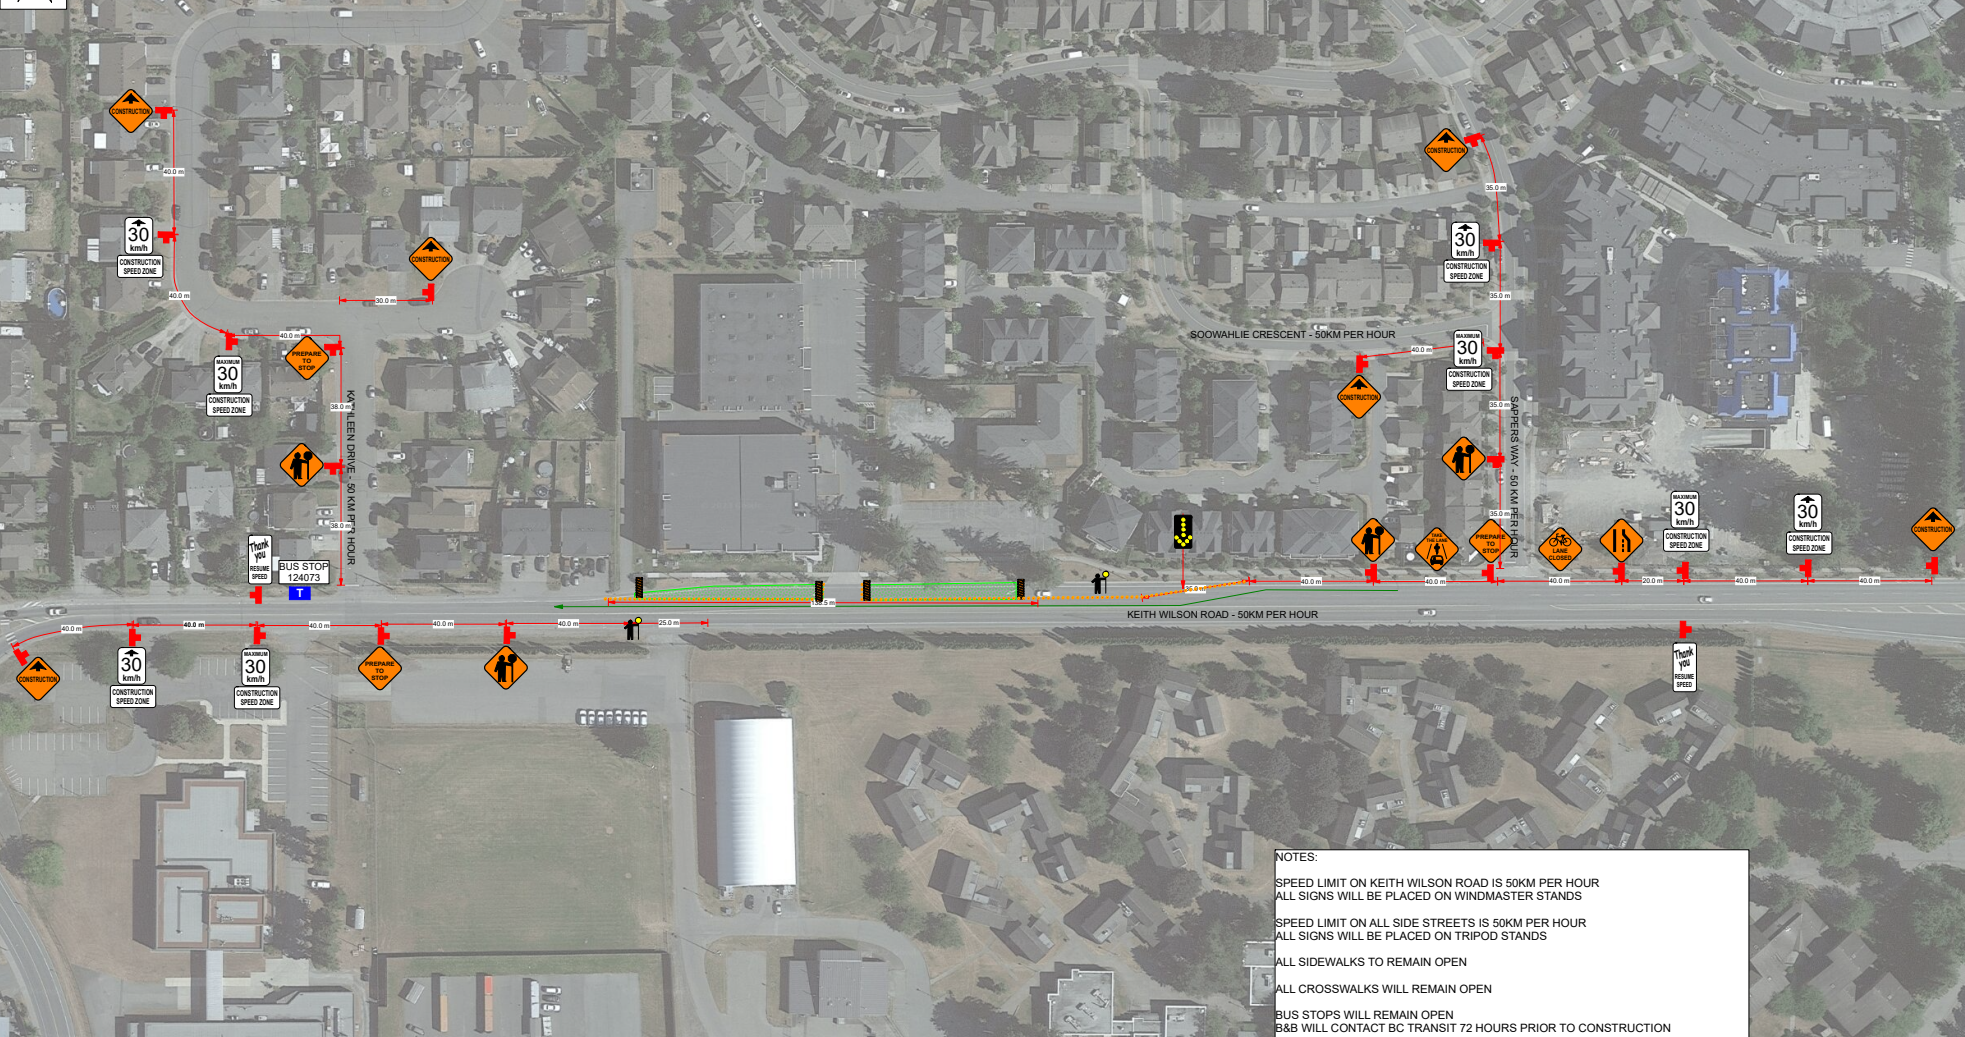 CONSTRUCTION
40.0 m
30
km/h
CONSTRUCTION
SPEED ZONE
40.0 m
CONSTRUCTION
30.0 m
40.0 m
MAXIMUM
30
km/h
CONSTRUCTION
SPEED ZONE
PREPARE
TO
STOP
38.0 m
KATHLEEN DRIVE - 50 KM PER HOUR
38.0 m
Thank
you
RESUME
SPEED
BUS STOP
124073
T
CONSTRUCTION
35.0 m
30
km/h
CONSTRUCTION
SPEED ZONE
35.0 m
SOOWAHLIE CRESCENT - 50KM PER HOUR
40.0 m
CONSTRUCTION
MAXIMUM
30
km/h
CONSTRUCTION
SPEED ZONE
35.0 m
SAPPERS WAY - 50 KM PER HOUR
35.0 m
TAKE
THE LANE
PREPARE
TO
STOP
LANE
CLOSED
MAXIMUM
30
km/h
CONSTRUCTION
SPEED ZONE
30
km/h
CONSTRUCTION
SPEED ZONE
CONSTRUCTION
40.0 m
40.0 m
40.0 m
20.0 m
40.0 m
40.0 m
KEITH WILSON ROAD - 50KM PER HOUR
40.0 m
40.0 m
40.0 m
40.0 m
40.0 m
25.0 m
CONSTRUCTION
30
km/h
CONSTRUCTION
SPEED ZONE
MAXIMUM
30
km/h
CONSTRUCTION
SPEED ZONE
PREPARE
TO
STOP
Thank
you
RESUME
SPEED
NOTES:
SPEED LIMIT ON KEITH WILSON ROAD IS 50KM PER HOUR
ALL SIGNS WILL BE PLACED ON WINDMASTER STANDS
SPEED LIMIT ON ALL SIDE STREETS IS 50KM PER HOUR
ALL SIGNS WILL BE PLACED ON TRIPOD STANDS
ALL SIDEWALKS TO REMAIN OPEN
ALL CROSSWALKS WILL REMAIN OPEN
BUS STOPS WILL REMAIN OPEN
B&B WILL CONTACT BC TRANSIT 72 HOURS PRIOR TO CONSTRUCTION